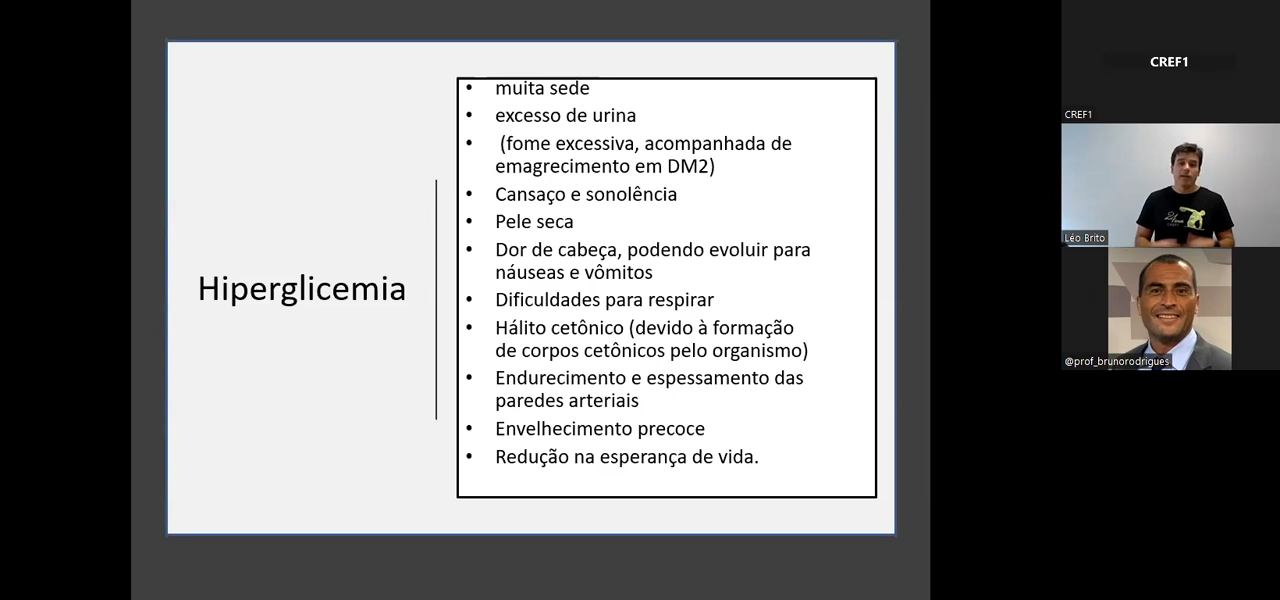 Hiperglicemia
• muita sede
• excesso de urina
• (fome excessiva, acompanhada de
emagrecimento em DM2)
• Cansaço e sonolência
• Pele seca
• Dor de cabeça, podendo evoluir para
náuseas e vômitos
• Dificuldades para respirar
• Hálito cetônico (devido à formação
de corpos cetônicos pelo organismo)
• Endurecimento e espessamento das
paredes arteriais
• Envelhecimento precoce
• Redução na esperança de vida.
CREF1
CREF1
Léo Brito
@prof_brunorodrigues